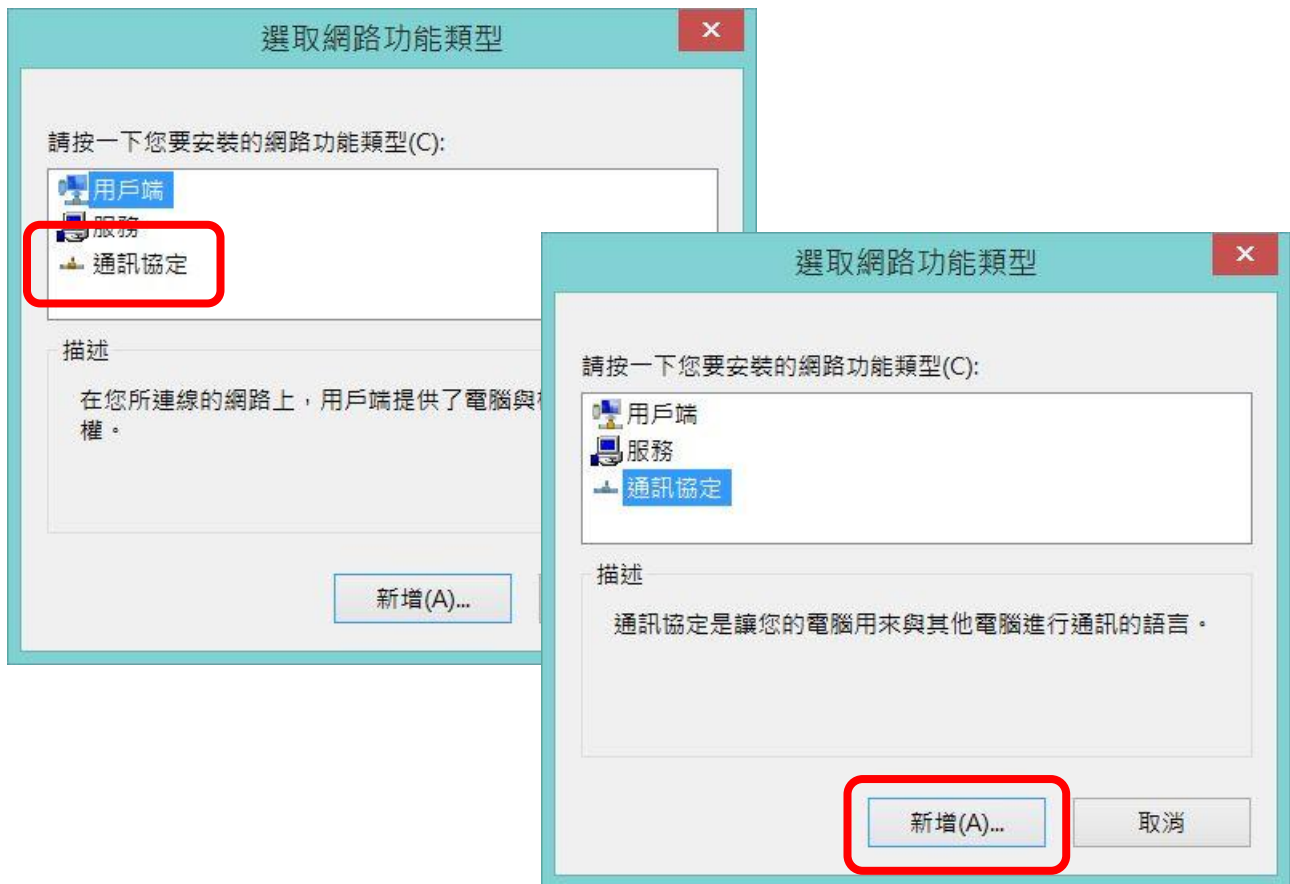 選取網路功能類型
請按一下您要安裝的網路功能類型(C):
用戶端
服務
通訊協定
描述
在您所連線的網路上，用戶端提供了電腦與
權。
新增(A)...
選取網路功能類型
請按一下您要安裝的網路功能類型(C):
用戶端
服務
通訊協定
描述
通訊協定是讓您的電腦用來與其他電腦進行通訊的語言。
新增(A)...
取消